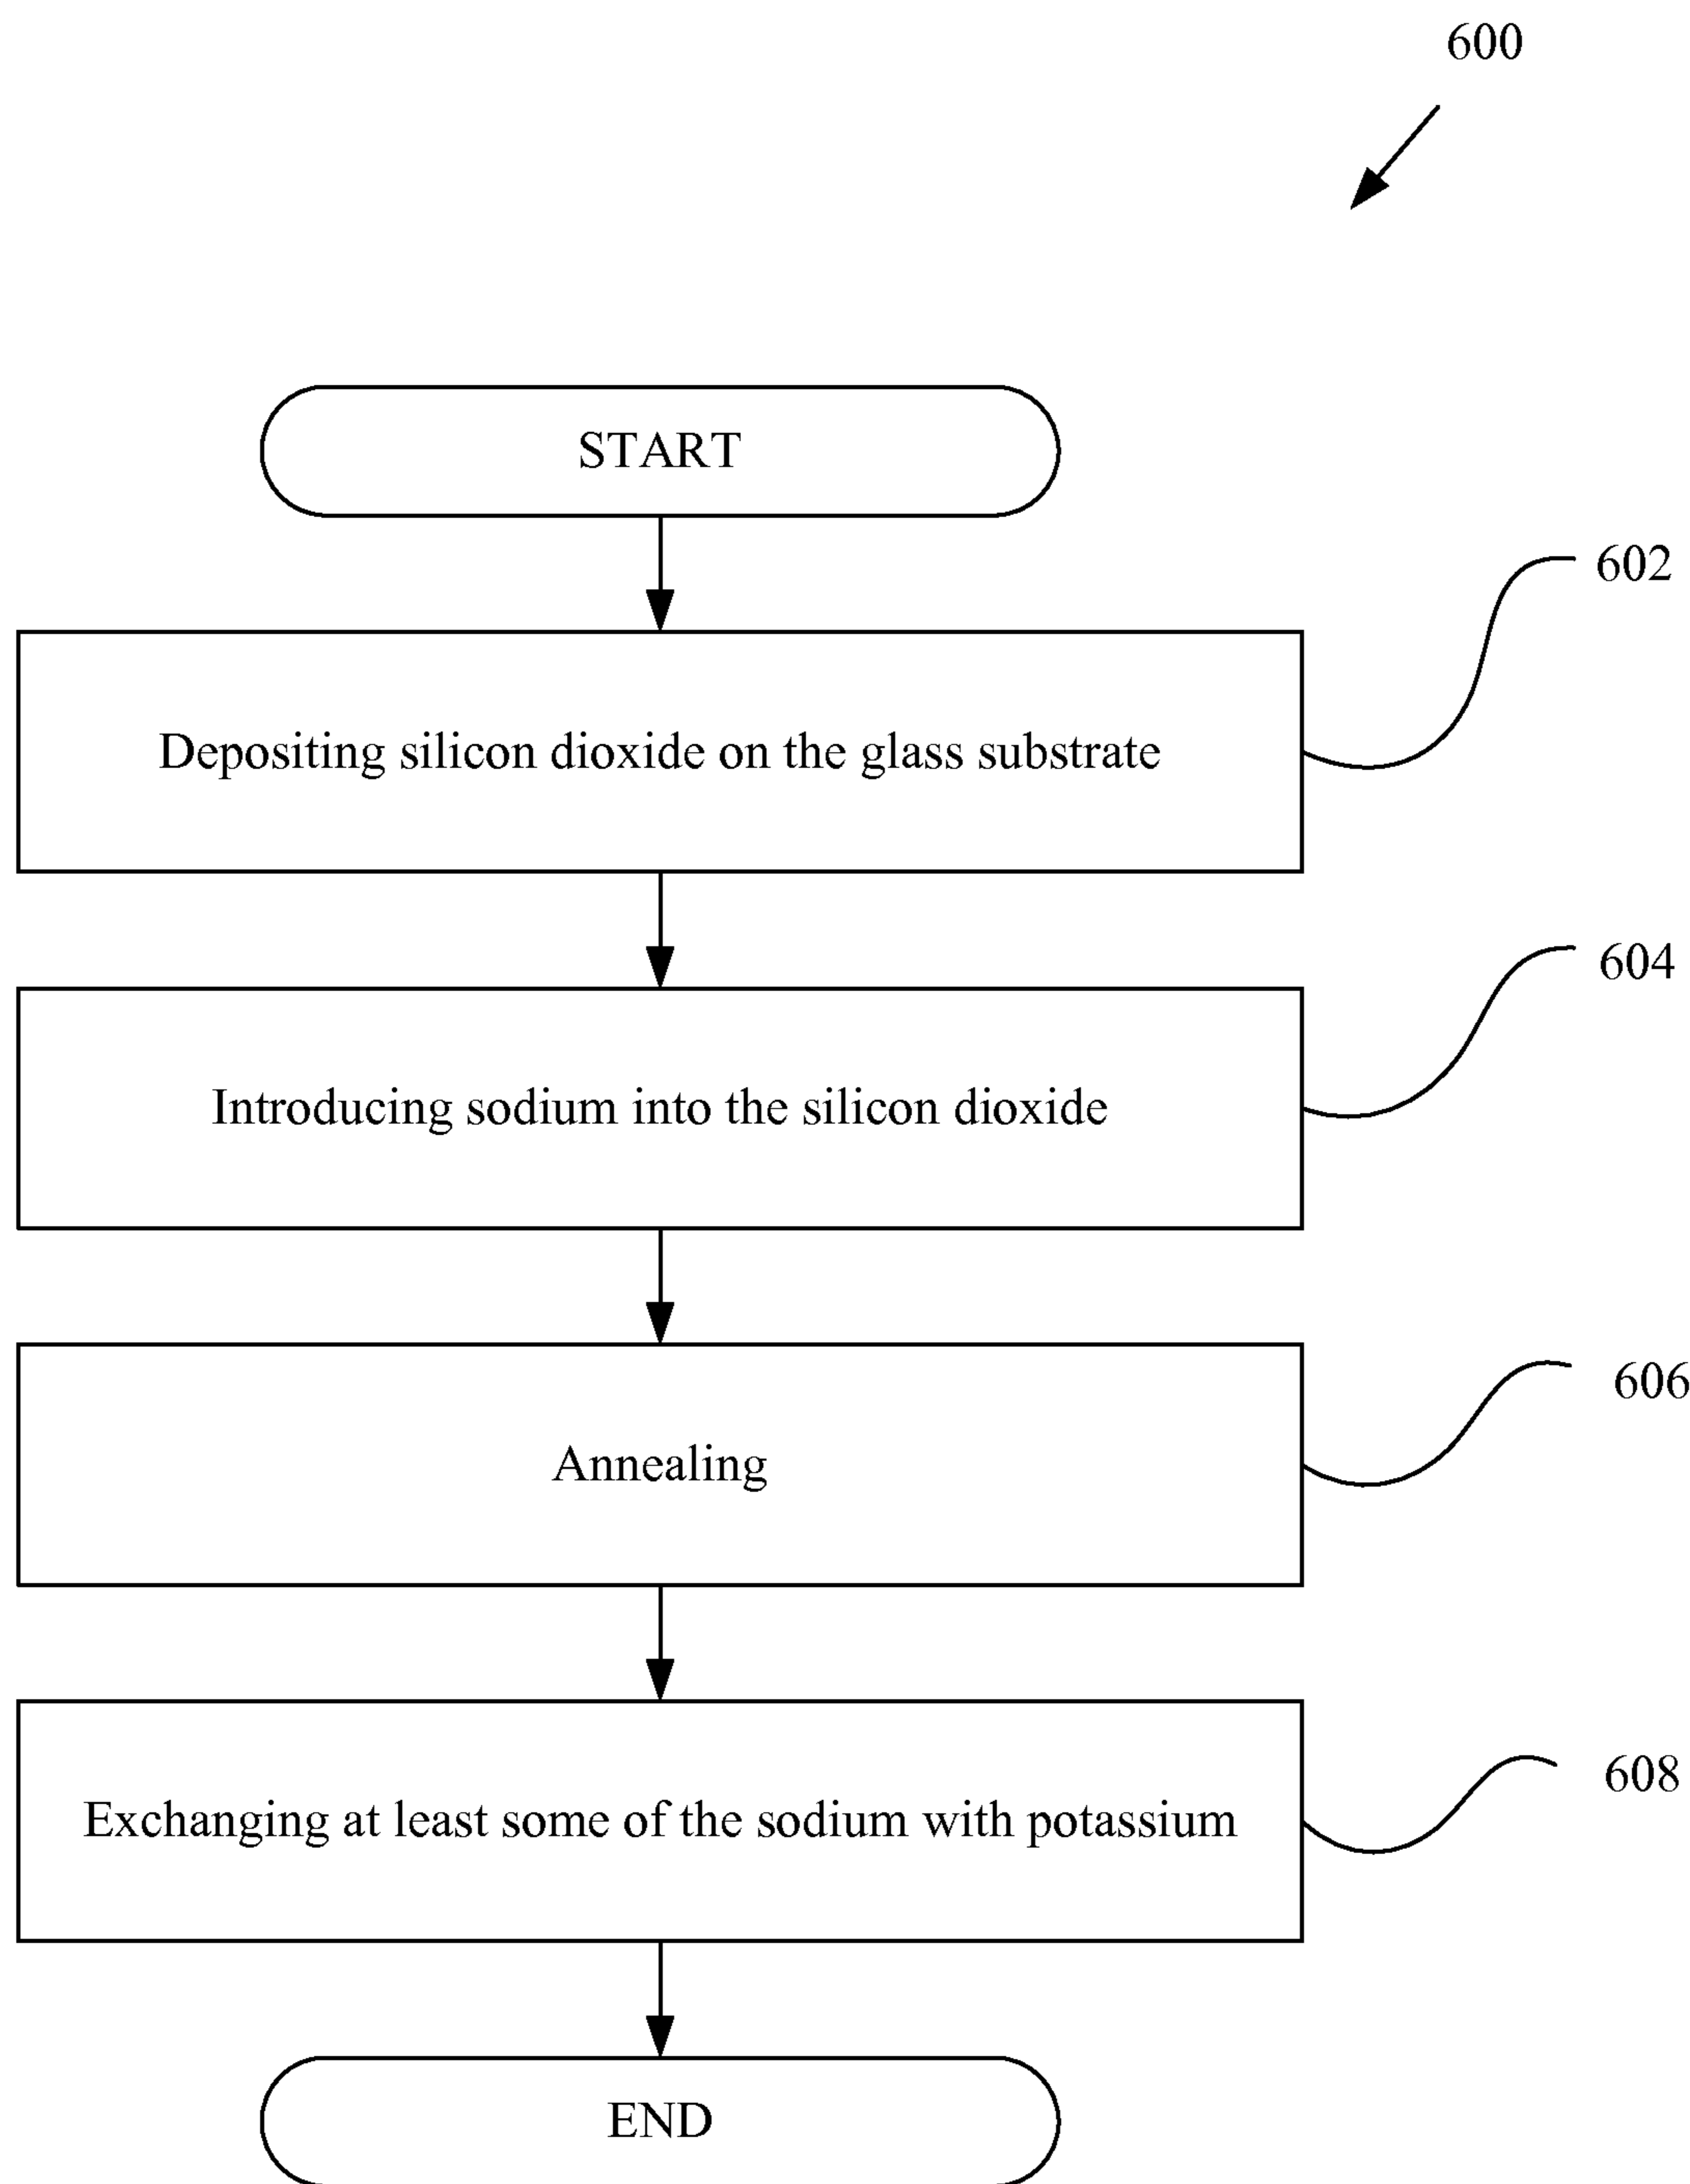 600
START
602
Depositing silicon dioxide on the glass substrate
604
Introducing sodium into the silicon dioxide
606
Annealing
608
Exchanging at least some of the sodium with potassium
END